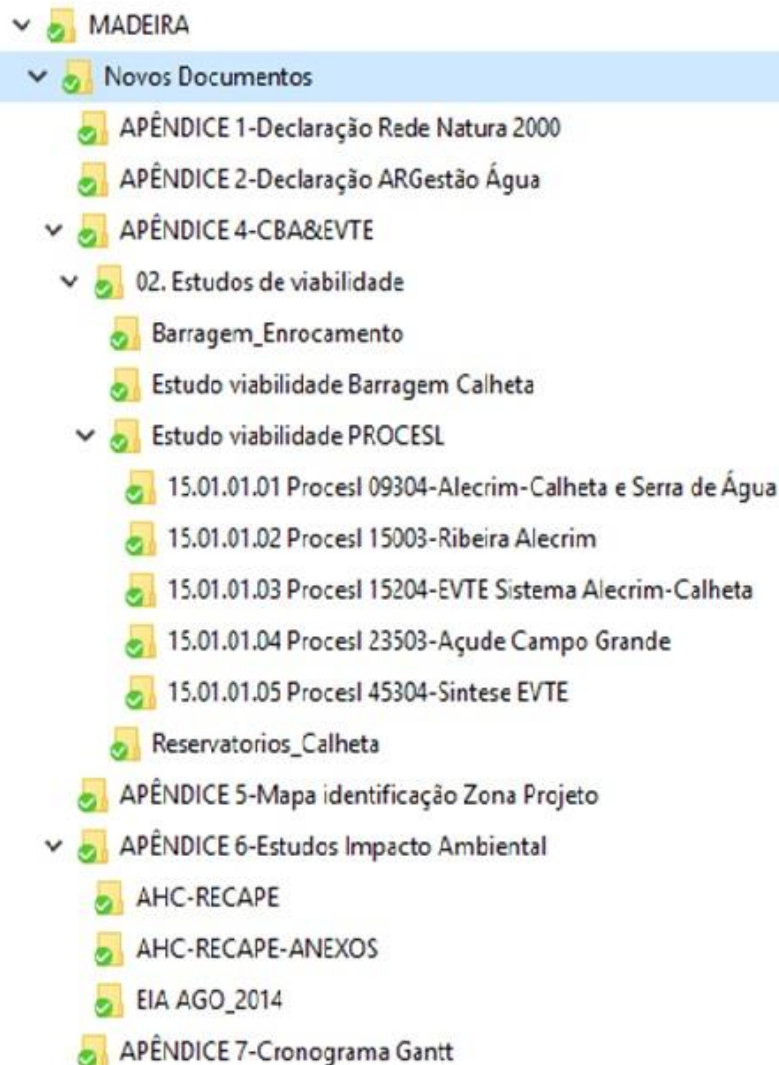 MADEIRA
Novos Documentos
APÊNDICE 1-Declaração Rede Natura 2000
APÊNDICE 2-Declaração ARGestão Água
APÊNDICE 4-CBA&EVTE
02. Estudos de viabilidade
Barragem_Enrocamento
Estudo viabilidade Barragem Calheta
Estudo viabilidade PROCESL
15.01.01.01 Procesl 09304-Alecrim-Calheta e Serra de Água
15.01.01.02 Procesl 15003-Ribeira Alecrim
15.01.01.03 Procesl 15204-EVTE Sistema Alecrim-Calheta
15.01.01.04 Procesl 23503-Açude Campo Grande
15.01.01.05 Procesl 45304-Sintese EVTE
Reservatorios_Calheta
APÊNDICE 5-Mapa identificação Zona Projeto
APÊNDICE 6-Estudos Impacto Ambiental
AHC-RECAPE
AHC-RECAPE-ANEXOS
EIA AGO_2014
APÊNDICE 7-Cronograma Gantt